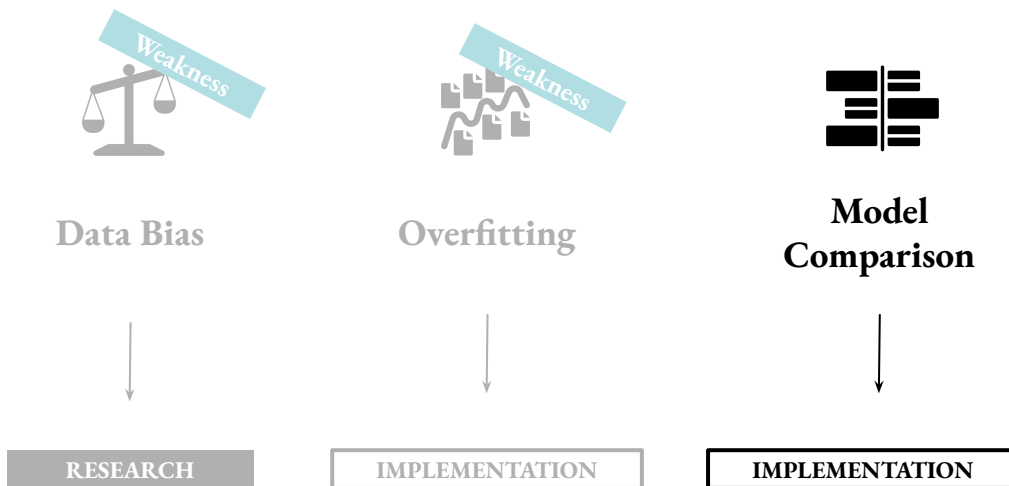 Weakness
Weakness
Data Bias
Overfitting
Model
Comparison
RESEARCH
IMPLEMENTATION
IMPLEMENTATION